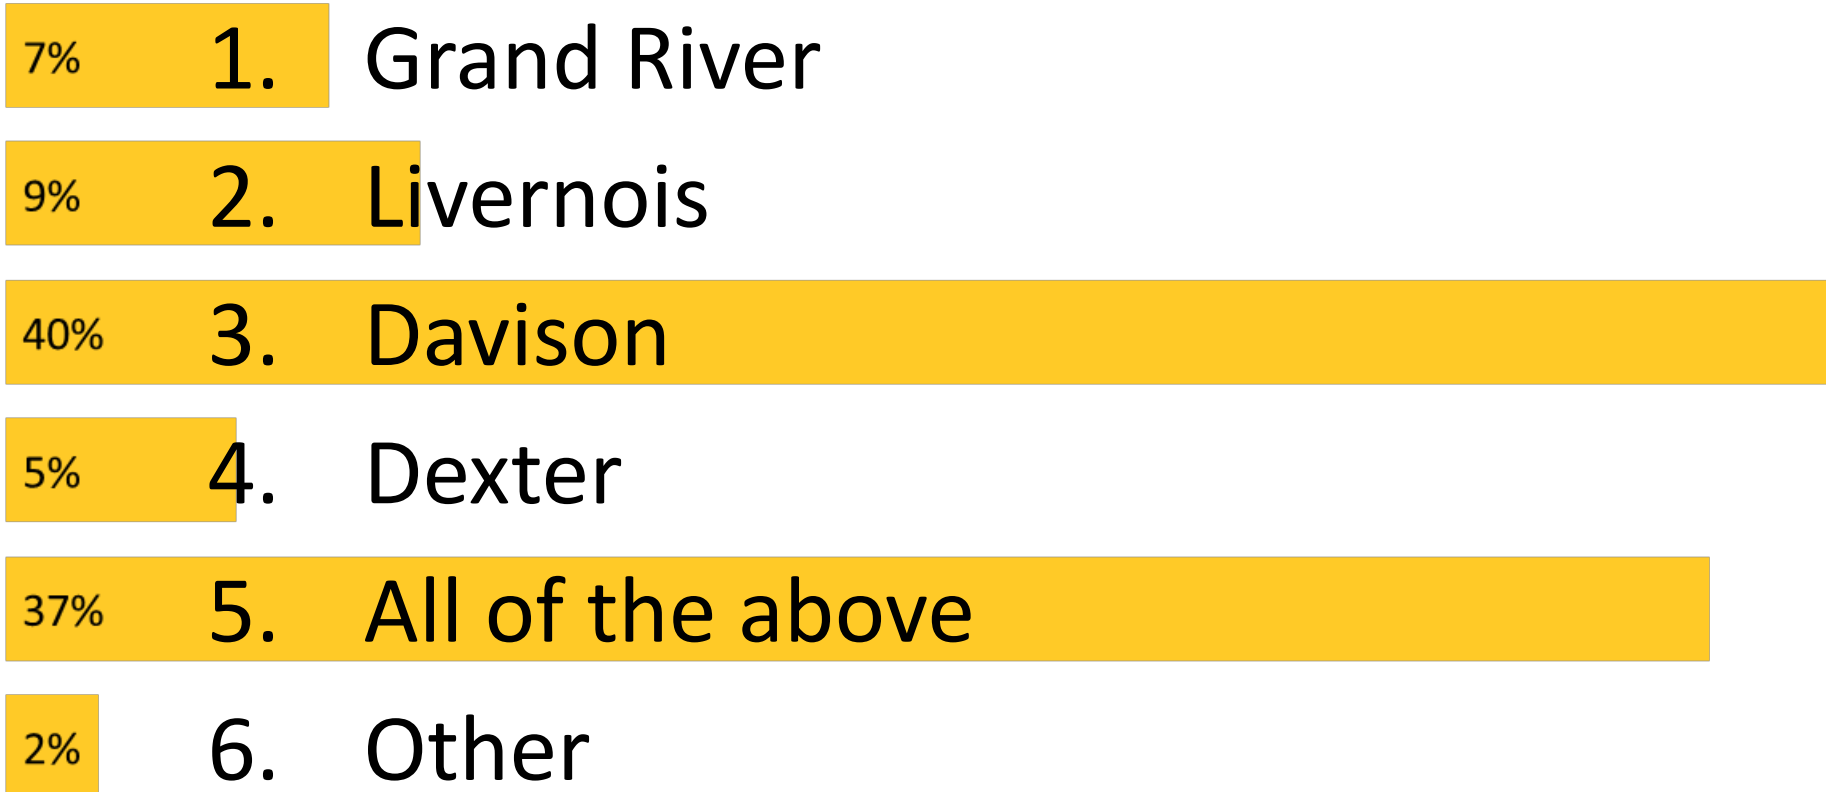 7% 1. Grand River
9% 2. Livernois
40% 3. Davison
5% 4. Dexter
37% 5. All of the above
2% 6. Other